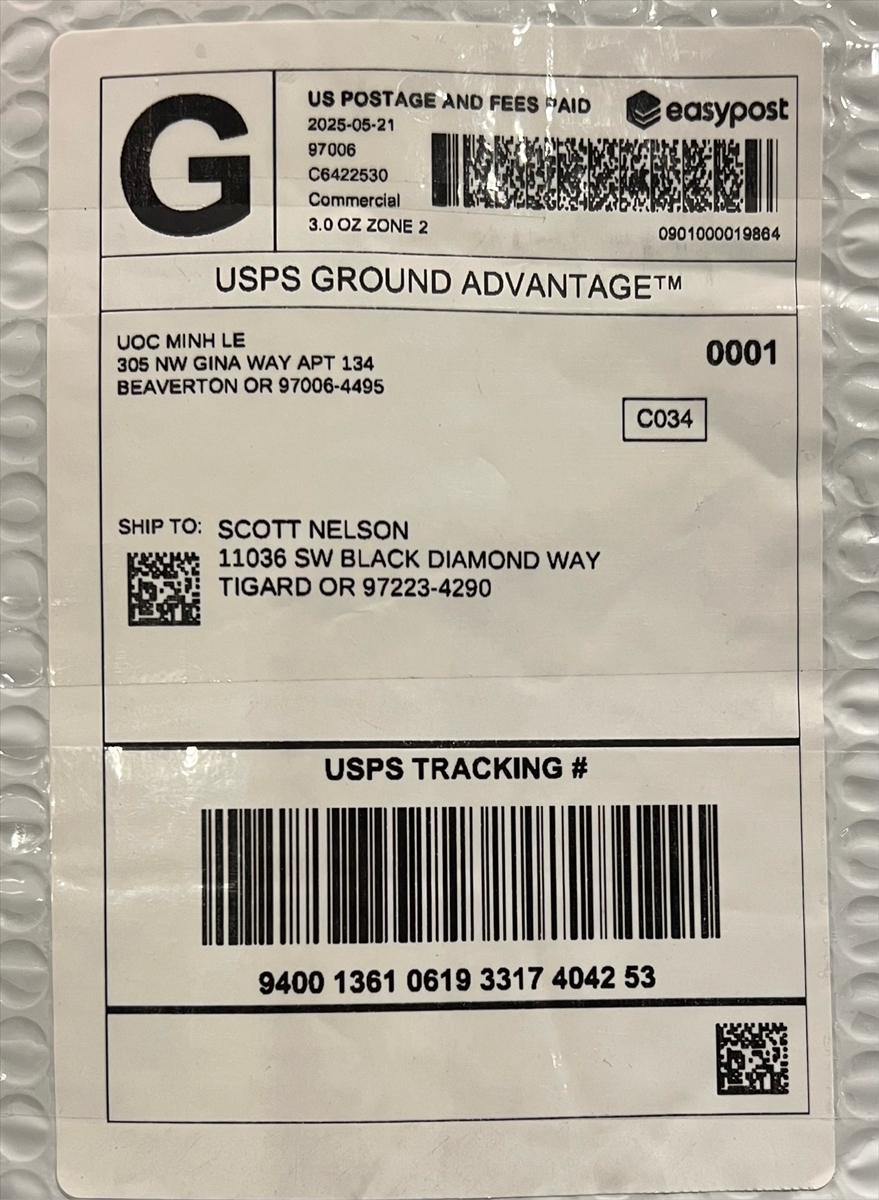 G
US POSTAGE AND FEES PAID
easypost
2025-05-21
97006
C6422530
Commercial
3.0 OZ ZONE 2
0901000019864
USPS GROUND ADVANTAGE™
UOC MINH LE
305 NW GINA WAY APT 134
BEAVERTON OR 97006-4495
0001
C034
SHIP TO:
SCOTT NELSON
11036 SW BLACK DIAMOND WAY
TIGARD OR 97223-4290
USPS TRACKING #
9400 1361 0619 3317 4042 53